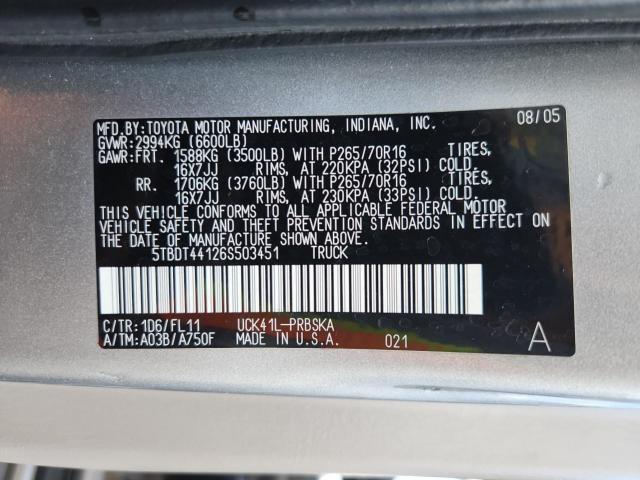 MFD.BY:TOYOTA MOTOR MANUFACTURING, INDIANA, INC. 08/05
GVWR:2994KG (6600LB)
GAWR:FRT. 1588KG (3500LB) WITH P265/70R16 TIRES,
16X7JJ RIMS, AT 220KPA (32PSI) COLD.
RR. 1706KG (3760LB) WITH P265/70R16 TIRES,
16X7JJ RIMS, AT 230KPA (33PSI) COLD.
THIS VEHICLE CONFORMS TO ALL APPLICABLE FEDERAL MOTOR
VEHICLE SAFETY AND THEFT PREVENTION STANDARDS IN EFFECT ON
THE DATE OF MANUFACTURE SHOWN ABOVE.
5TBDT44126S503451 TRUCK
C/TR:1D6/FL11 UCK41L-PRBSKA
A/TM:A03B/A750F MADE IN U.S.A. 021 A